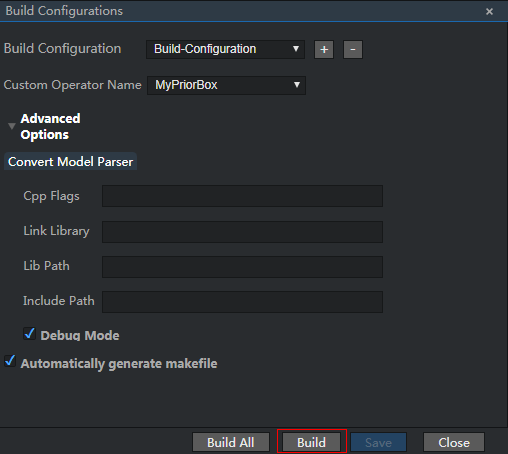 Build Configurations ×
Build Configuration Build-Configuration + -
Custom Operator Name MyPriorBox
Advanced
Options
Convert Model Parser
Cpp Flags
Link Library
Lib Path
Include Path
Debug Mode
Automatically generate makefile
Build All Build Save Close